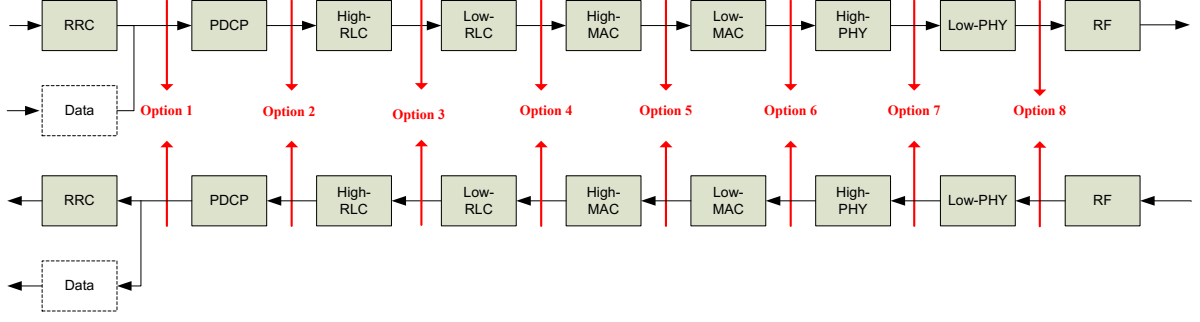 RRC PDCP High-RLC Low-RLC High-MAC Low-MAC High-PHY Low-PHY RF
Data Option 1 Option 2 Option 3 Option 4 Option 5 Option 6 Option 7 Option 8
RRC PDCP High-RLC Low-RLC High-MAC Low-MAC High-PHY Low-PHY RF
Data